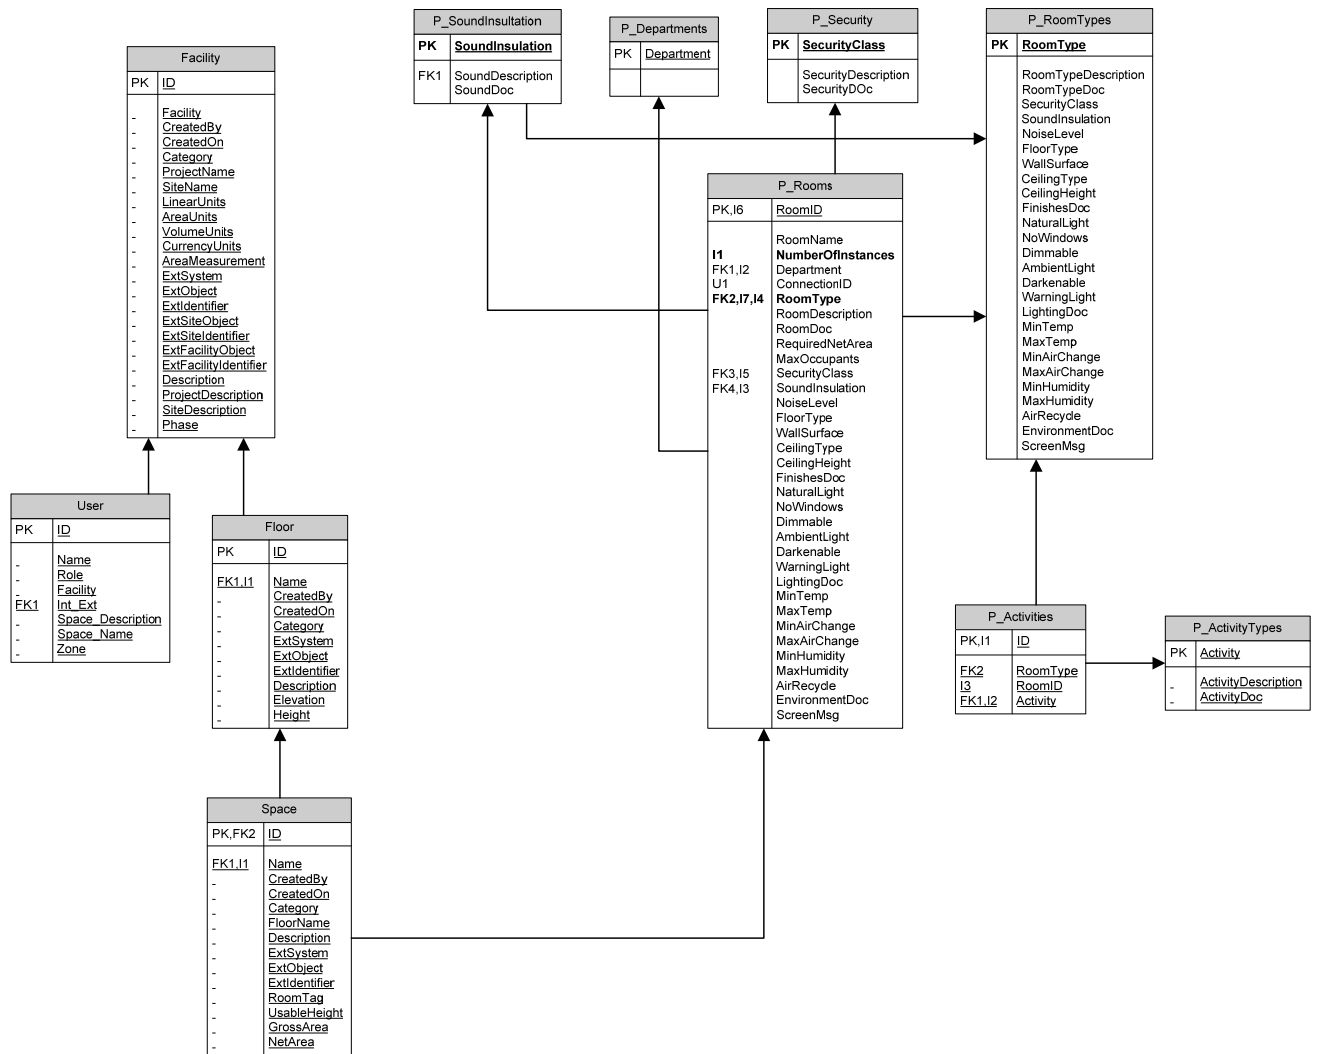 P_SoundInsultation
PK SoundInsulation
FK1 SoundDescription
SoundDoc
P_Departments
PK Department
P_Security
PK SecurityClass
SecurityDescription
SecurityDOc
P_RoomTypes
PK RoomType
RoomTypeDescription
RoomTypeDoc
SecurityClass
SoundInsulation
NoiseLevel
FloorType
WallSurface
CeilingType
CeilingHeight
FinishesDoc
NaturalLight
NoWindows
Dimmable
AmbientLight
Darkenable
WarningLight
LightingDoc
MinTemp
MaxTemp
MinAirChange
MaxAirChange
MinHumidity
MaxHumidity
AirRecycle
EnvironmentDoc
ScreenMsg
Facility
PK ID
_ Facility
_ CreatedBy
_ CreatedOn
_ Category
_ ProjectName
_ SiteName
_ LinearUnits
_ AreaUnits
_ VolumeUnits
_ CurrencyUnits
_ AreaMeasurement
_ ExtSystem
_ ExtObject
_ ExtIdentifier
_ ExtSiteObject
_ ExtSiteIdentifier
_ ExtFacilityObject
_ ExtFacilityIdentifier
_ Description
_ ProjectDescription
_ SiteDescription
_ Phase
P_Rooms
PK,I6 RoomID
RoomName
I1 NumberOfInstances
FK1,I2 Department
U1 ConnectionID
FK2,I7,I4 RoomType
RoomDescription
RoomDoc
RequiredNetArea
MaxOccupants
FK3,I5 SecurityClass
FK4,I3 SoundInsulation
NoiseLevel
FloorType
WallSurface
CeilingType
CeilingHeight
FinishesDoc
NaturalLight
NoWindows
Dimmable
AmbientLight
Darkenable
WarningLight
LightingDoc
MinTemp
MaxTemp
MinAirChange
MaxAirChange
MinHumidity
MaxHumidity
AirRecycle
EnvironmentDoc
ScreenMsg
User
PK ID
_ Name
_ Role
_ Facility
FK1 Int_Ext
_ Space_Description
_ Space_Name
_ Zone
Floor
PK ID
FK1,I1 Name
_ CreatedBy
_ CreatedOn
_ Category
_ ExtSystem
_ ExtObject
_ ExtIdentifier
_ Description
_ Elevation
_ Height
P_Activities
PK,I1 ID
FK2 RoomType
I3 RoomID
FK1,I2 Activity
P_ActivityTypes
PK Activity
_ ActivityDescription
_ ActivityDoc
Space
PK,FK2 ID
FK1,I1 Name
_ CreatedBy
_ CreatedOn
_ Category
_ FloorName
_ Description
_ ExtSystem
_ ExtObject
_ ExtIdentifier
_ RoomTag
_ UsableHeight
_ GrossArea
_ NetArea